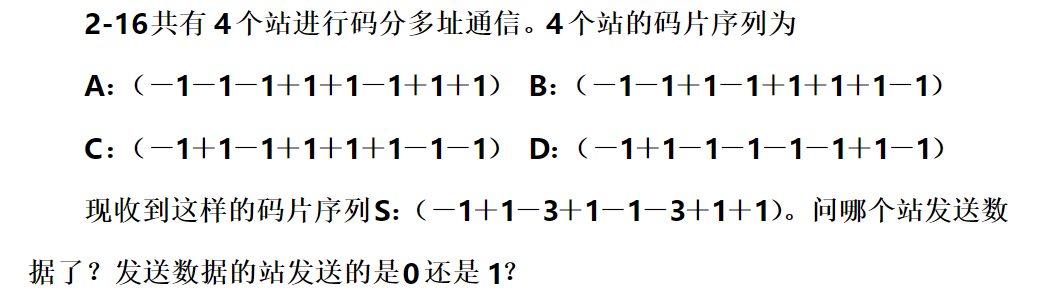 2-16共有 4个站进行码分多址通信。4个站的码片序列为
A：（－1－1－1＋1＋1－1＋1＋1） B：（－1－1＋1－1＋1＋1＋1－1）
C：（－1＋1－1＋1＋1＋1－1－1） D：（－1＋1－1－1－1－1＋1－1）
现收到这样的码片序列S：（－1＋1－3＋1－1－3＋1＋1）。问哪个站发送数
据了？发送数据的站发送的是0还是 1？